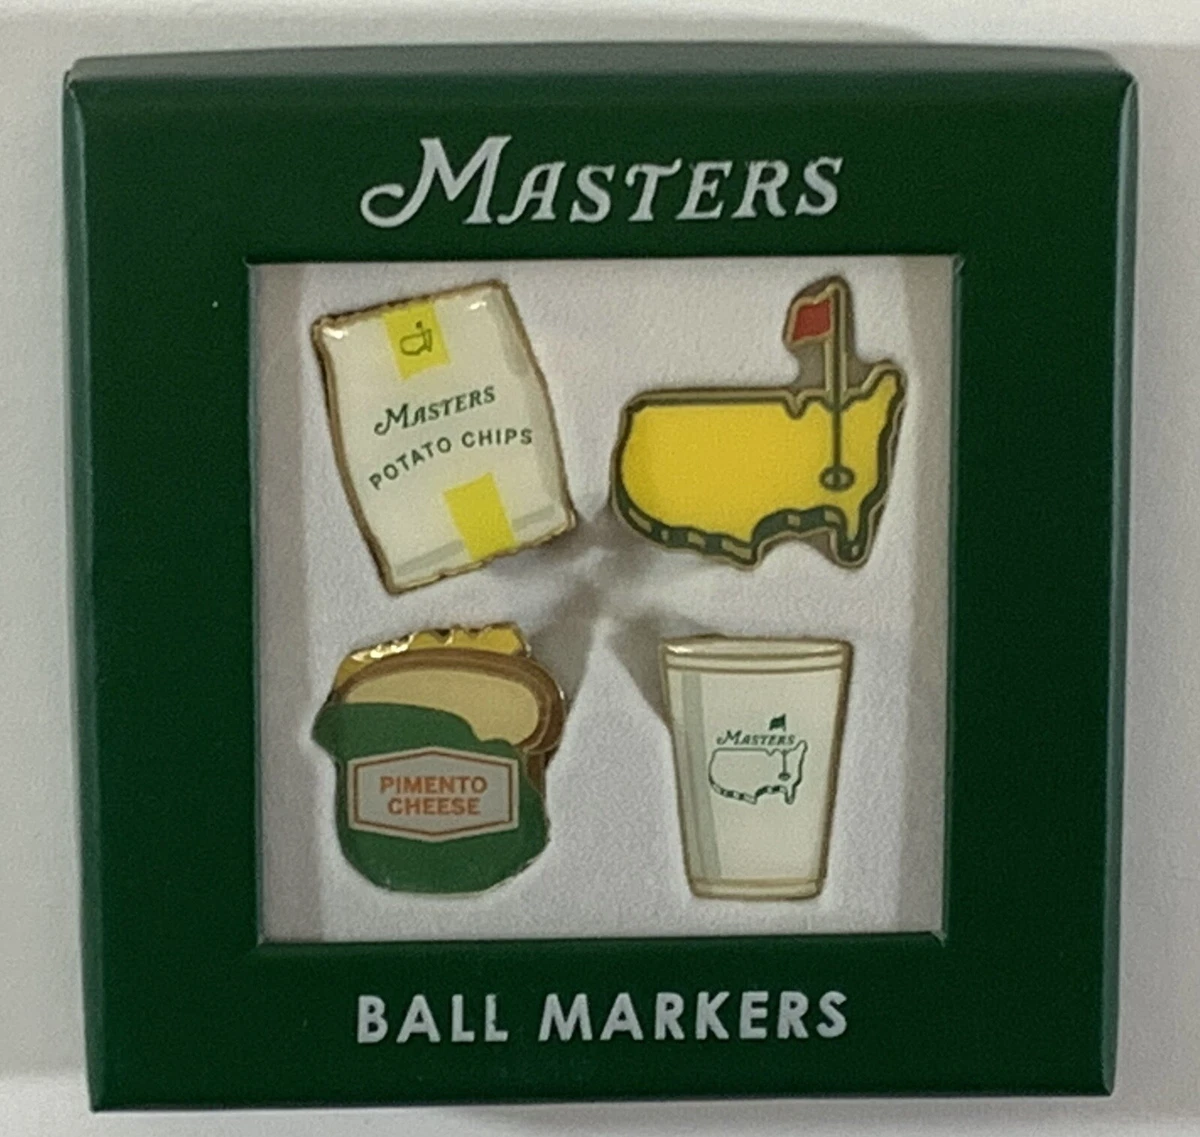 MASTERS
MASTERS
POTATO CHIPS
PIMENTO
CHEESE
MASTERS
BALL MARKERS